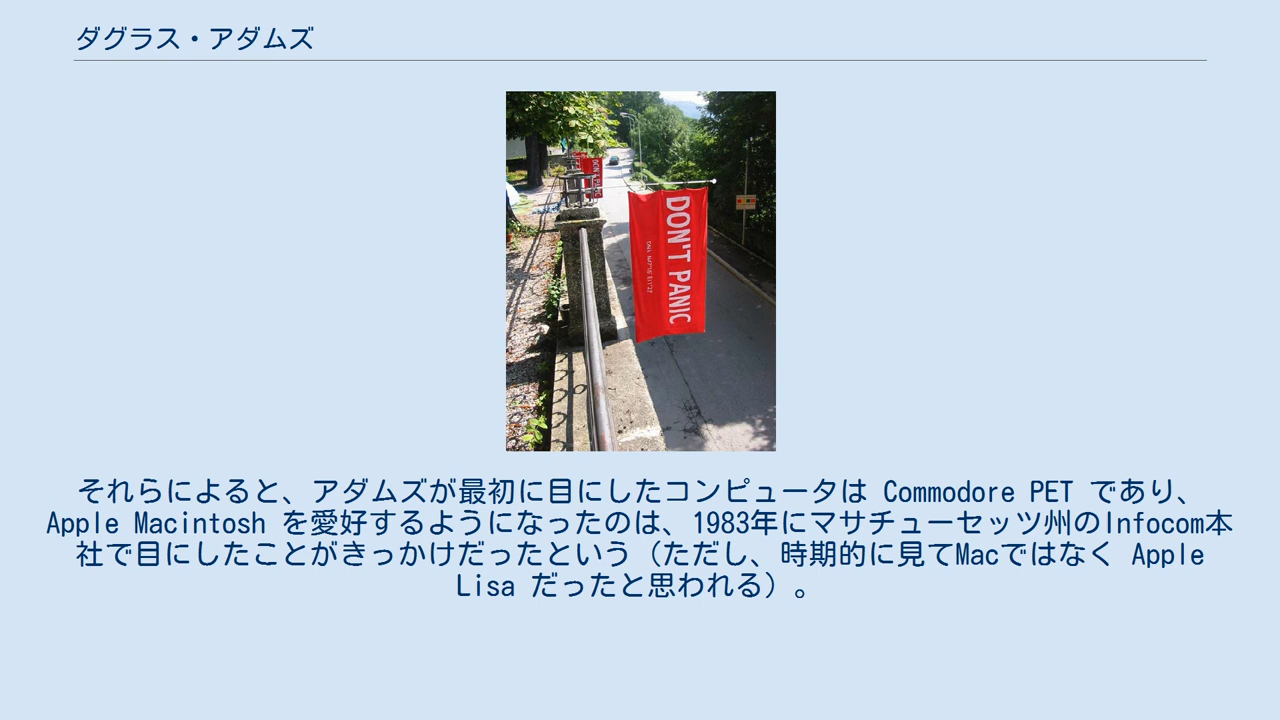 ダグラス・アダムズ
DON'T PANIC
DON'T PANIC
それらによると、アダムズが最初に目にしたコンピュータは Commodore PET であり、
Apple Macintosh を愛好するようになったのは、1983年にマサチューセッツ州のInfocom本
社で目にしたことがきっかけだったという（ただし、時期的に見てMacではなく Apple
Lisa だったと思われる）。